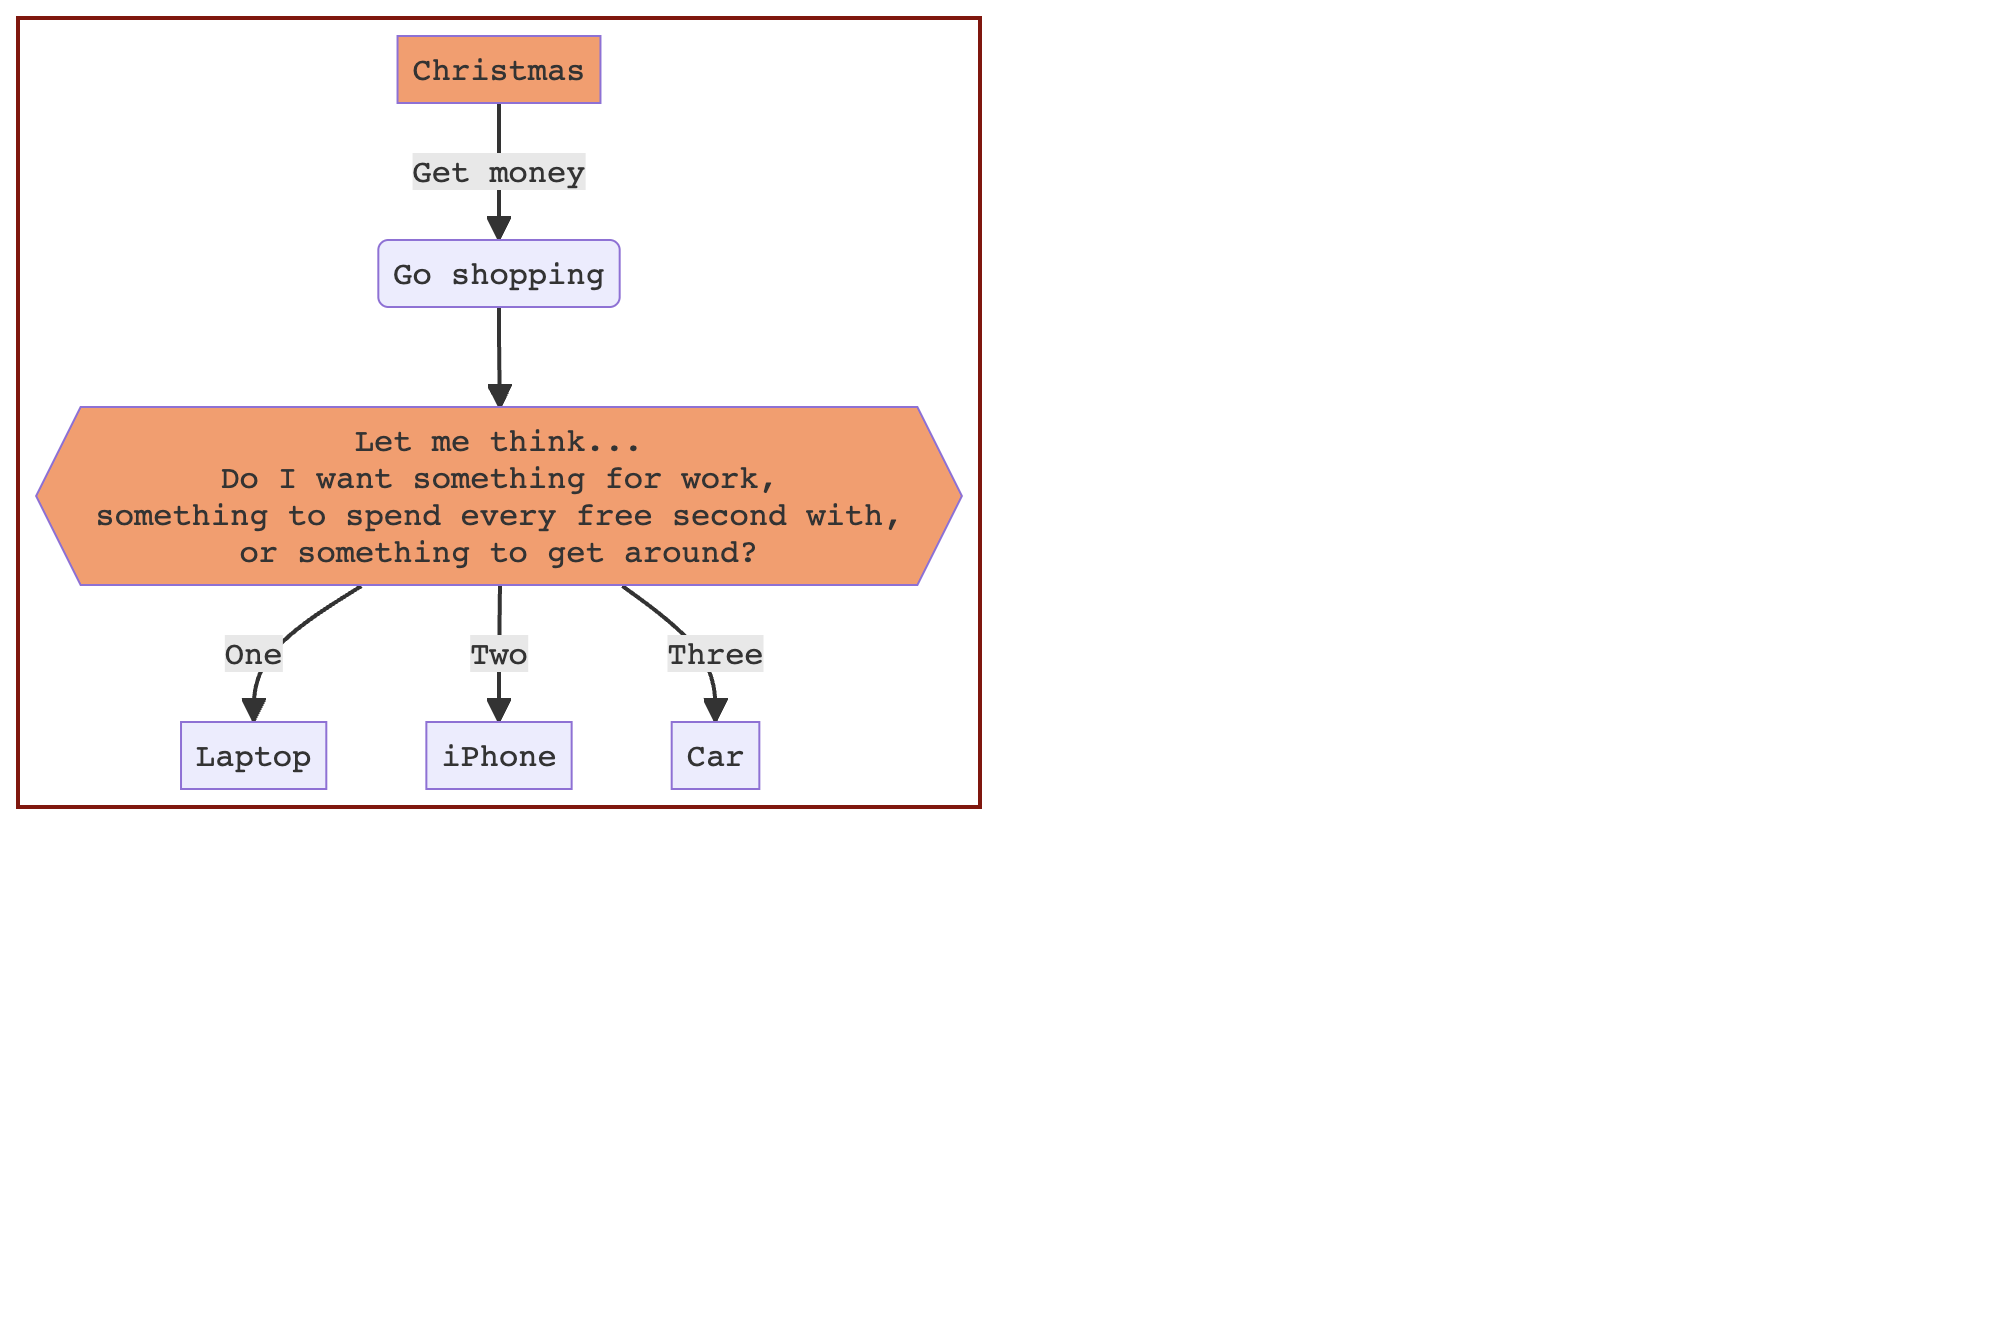 Christmas
Get money
Go shopping
Let me think...
Do I want something for work,
something to spend every free second with,
or something to get around?
One
Two
Three
Laptop
iPhone
Car